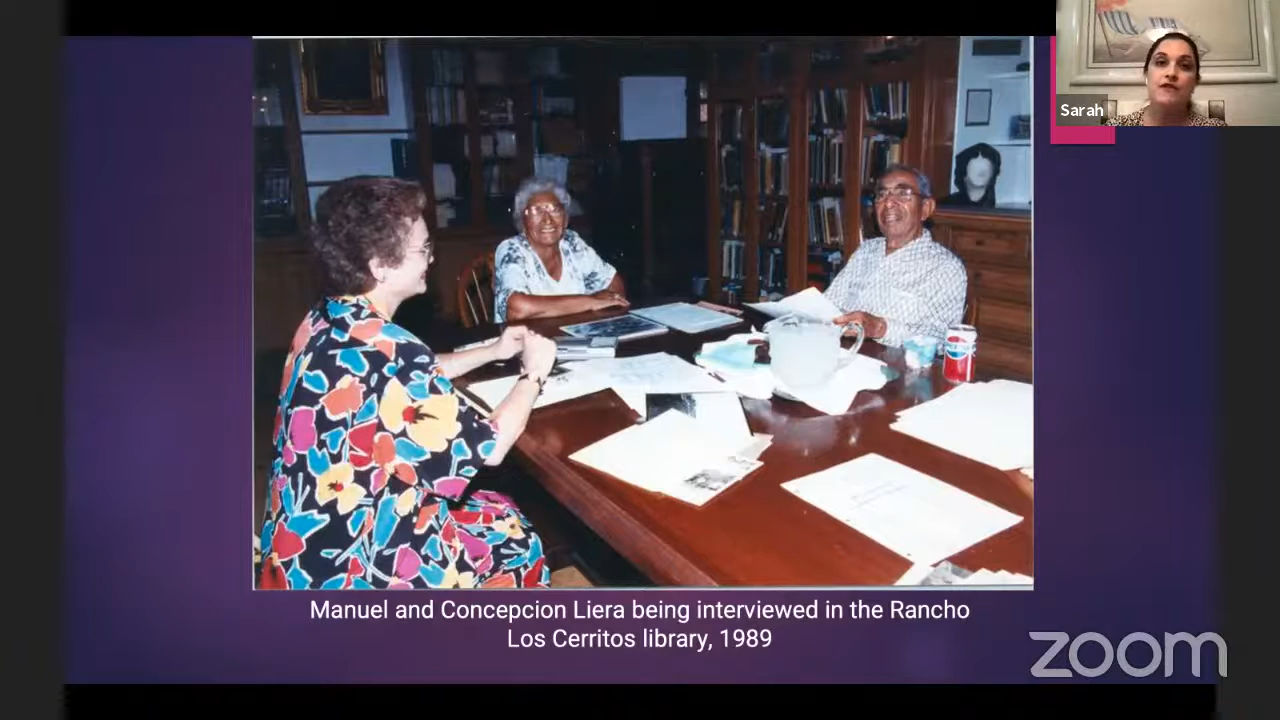 Sarah
Manuel and Concepcion Liera being interviewed in the Rancho
Los Cerritos library, 1989
zoom